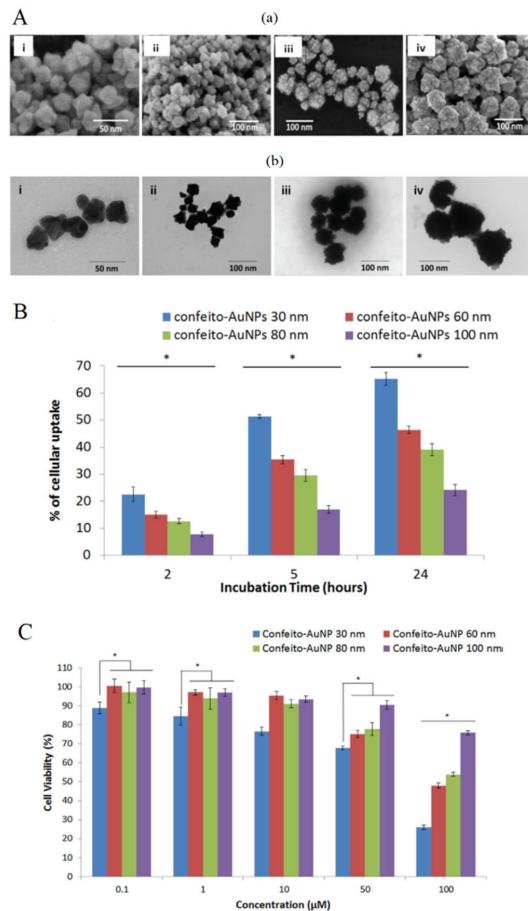 A
(a)
i ii iii iv
50 nm 100 nm 100 nm 100 nm
(b)
i ii iii iv
50 nm 100 nm 100 nm 100 nm
B
confeito-AuNPs 30 nm confeito-AuNPs 60 nm
confeito-AuNPs 80 nm confeito-AuNPs 100 nm
% of cellular uptake
70
60
50
40
30
20
10
0
* * *
2 5 24
Incubation Time (hours)
C
Confeito-AuNP 30 nm Confeito-AuNP 60 nm
Confeito-AuNP 80 nm Confeito-AuNP 100 nm
Cell Viability (%)
110
100
90
80
70
60
50
40
30
20
10
0
* * * *
0.1 1 10 50 100
Concentration (µM)